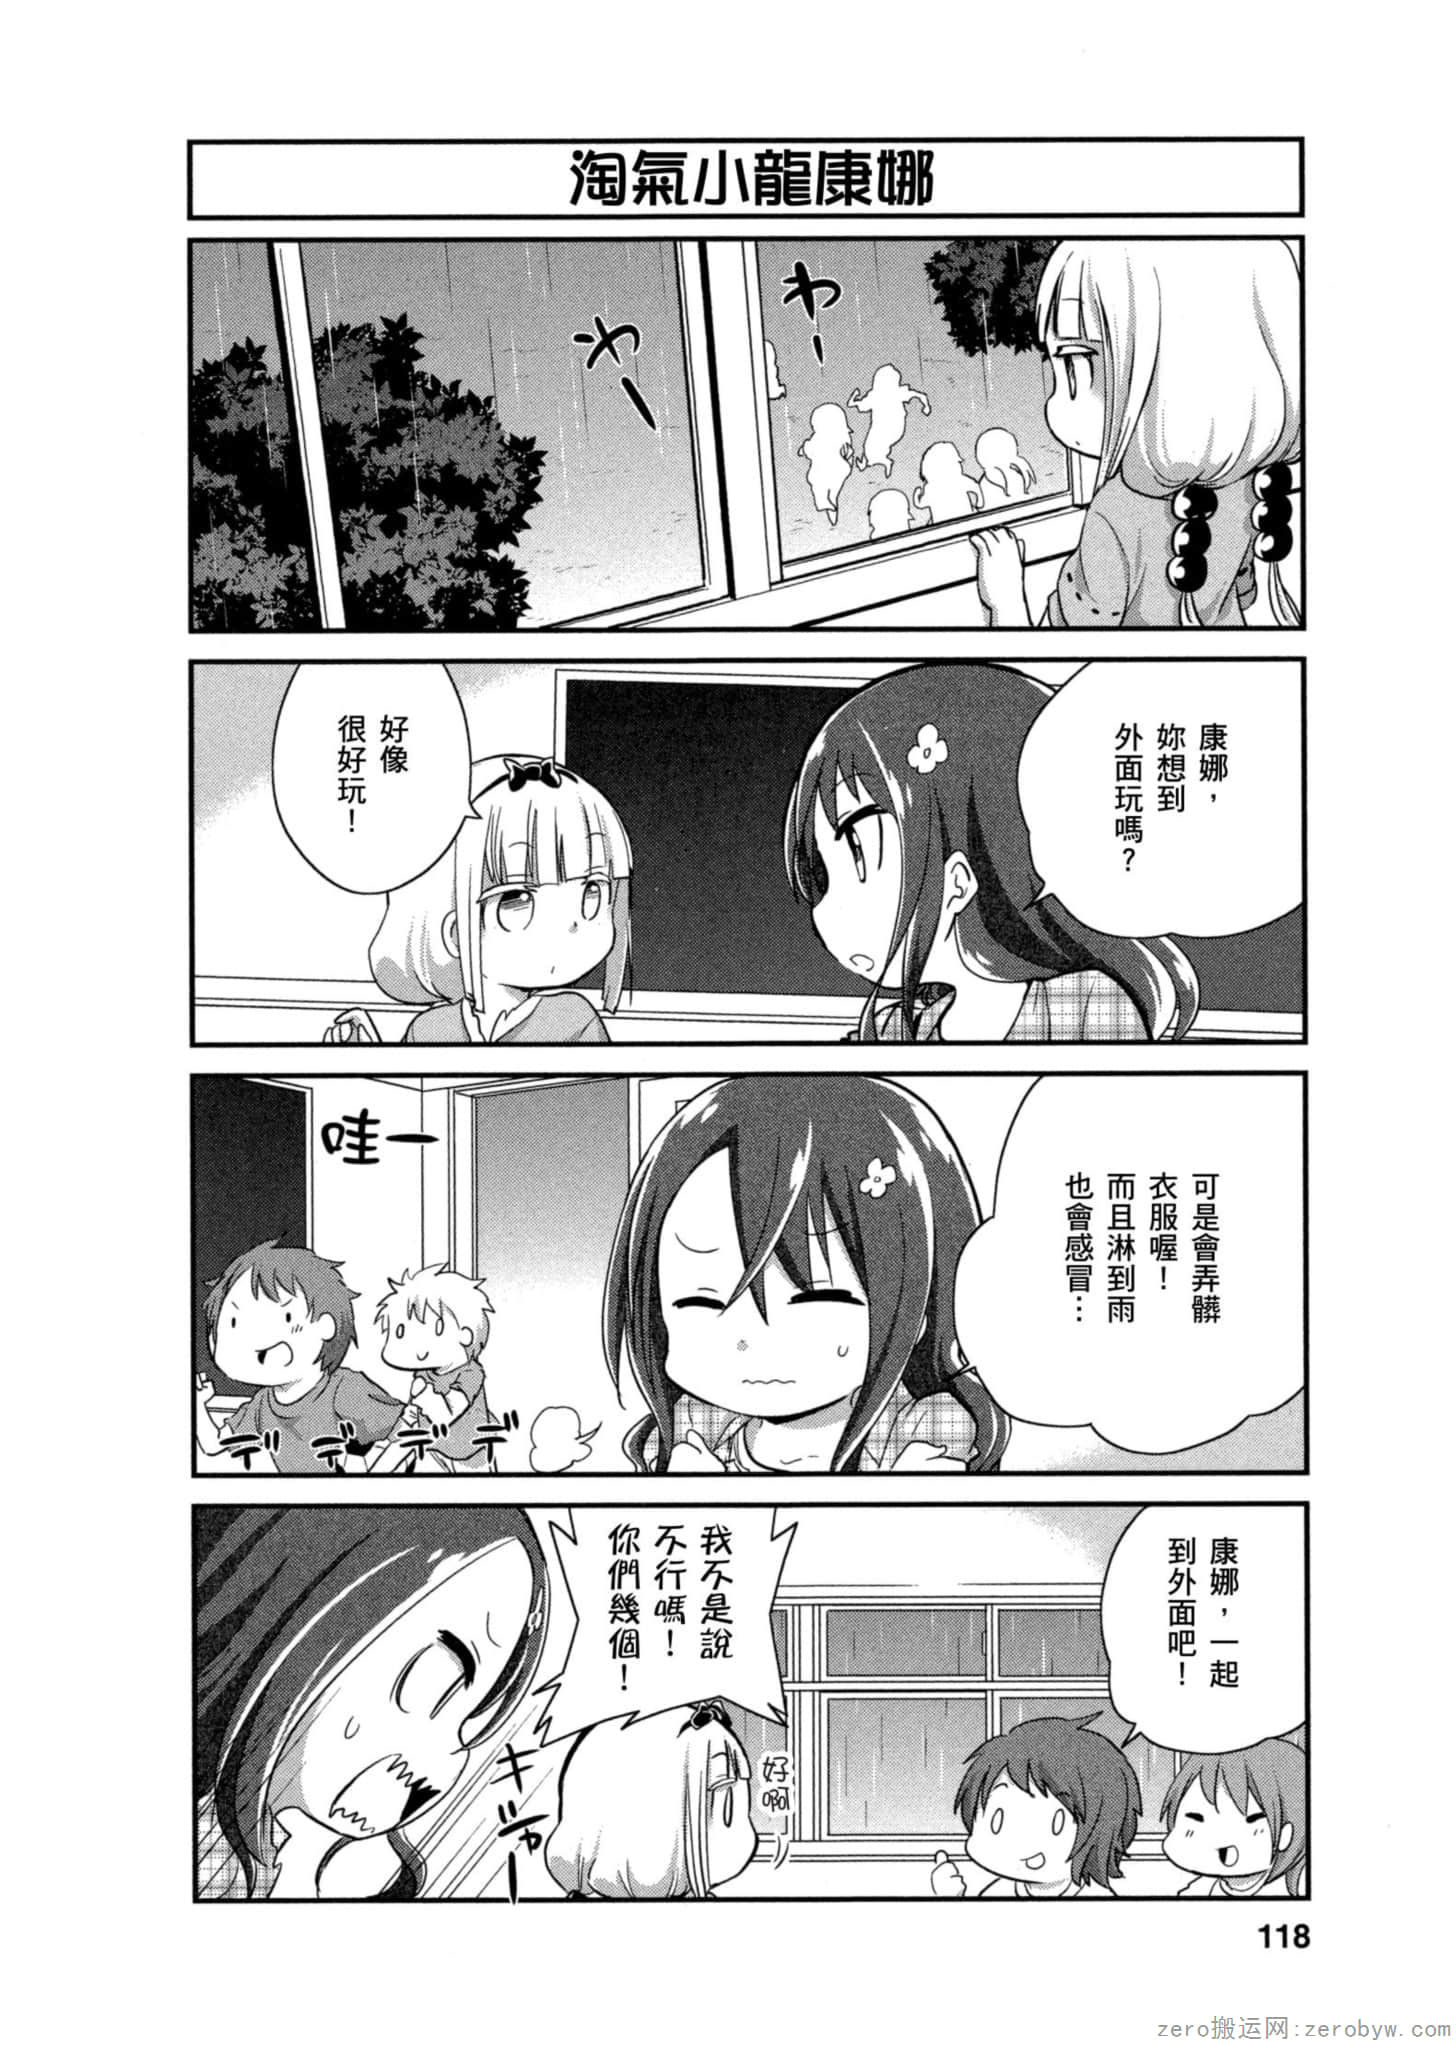 淘氣小龍康娜
わー
わー
康娜，
妳想到
外面玩嗎？
好像
很好玩！
可是會弄髒
衣服喔！
而且淋到雨
也會感冒…
哇ー
デデデデ
康娜，一起
到外面吧！
好啊
我不是說
不行嗎！
你們幾個！
キシャー
118
zero搬运网:zerobyw.com